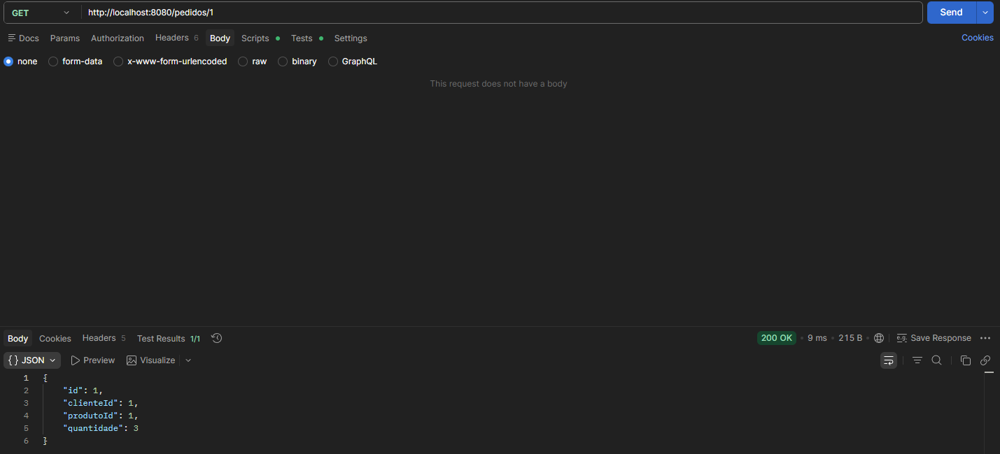 GET http://localhost:8080/pedidos/1 Send
Docs Params Authorization Headers 6 Body Scripts Tests Settings Cookies
none form-data x-www-form-urlencoded raw binary GraphQL
This request does not have a body
Body Cookies Headers 5 Test Results 1/1 200 OK 9 ms 215 B e.g. Save Response
{} JSON Preview Visualize
1 {
2 "id": 1,
3 "clienteId": 1,
4 "produtoId": 1,
5 "quantidade": 3
6 }